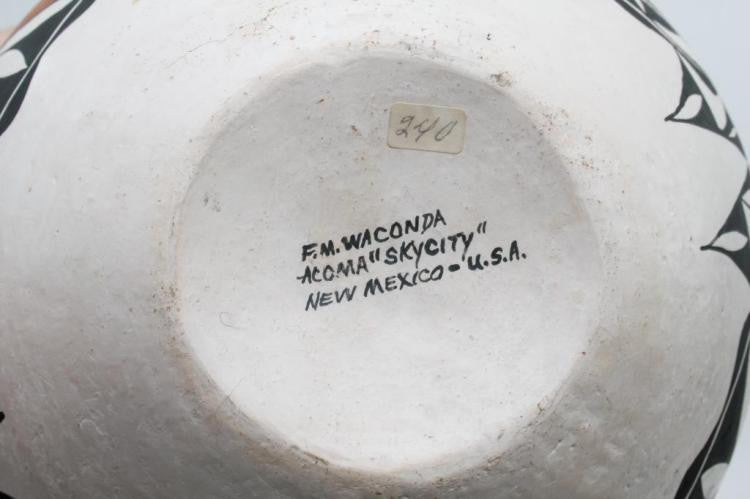 240
F.M. WACONDA
ACOMA "SKYCITY"
NEW MEXICO - U.S.A.